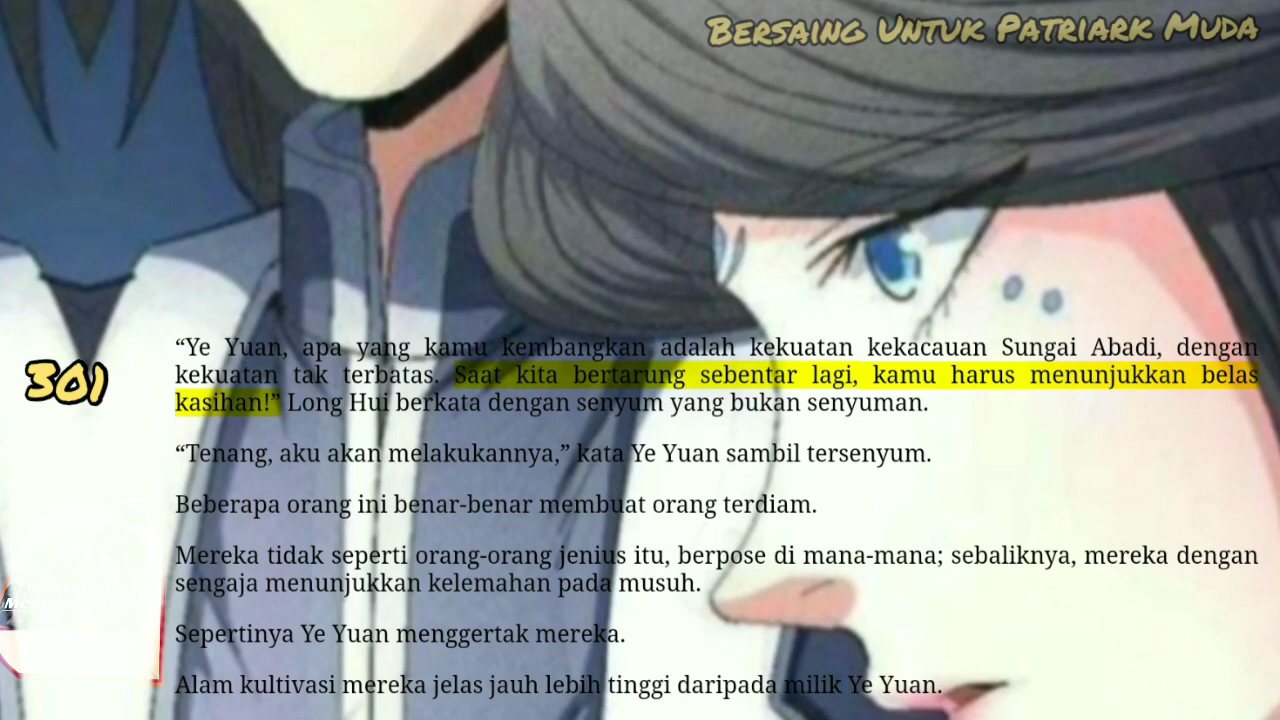 Bersaing Untuk Patriark Muda
301
“Ye Yuan, apa yang kamu kembangkan adalah kekuatan kekacauan Sungai Abadi, dengan
kekuatan tak terbatas. Saat kita bertarung sebentar lagi, kamu harus menunjukkan belas
kasihan!” Long Hui berkata dengan senyum yang bukan senyuman.
“Tenang, aku akan melakukannya,” kata Ye Yuan sambil tersenyum.
Beberapa orang ini benar-benar membuat orang terdiam.
Mereka tidak seperti orang-orang jenius itu, berpose di mana-mana; sebaliknya, mereka dengan
sengaja menunjukkan kelemahan pada musuh.
Sepertinya Ye Yuan menggertak mereka.
Alam kultivasi mereka jelas jauh lebih tinggi daripada milik Ye Yuan.